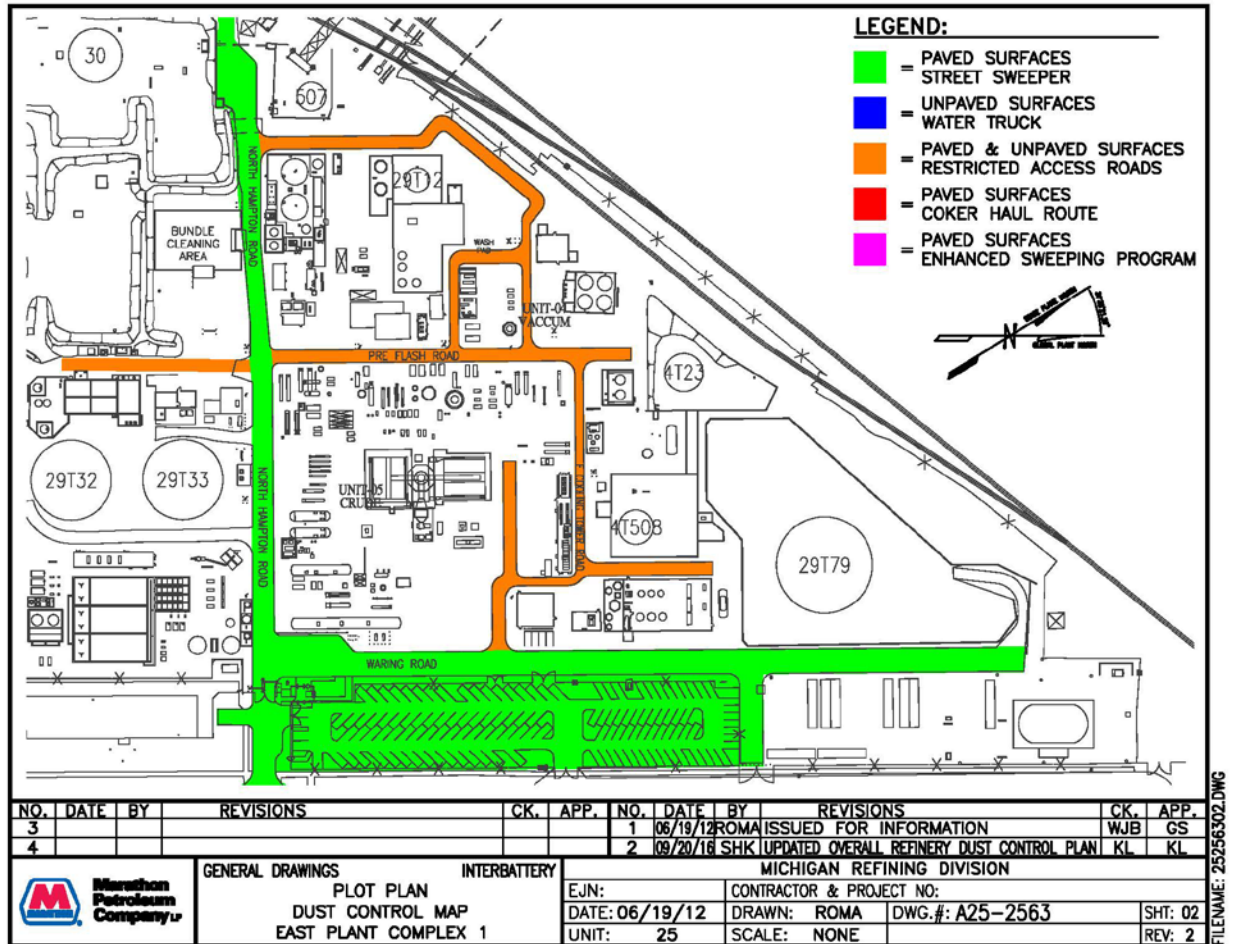 LEGEND:
= PAVED SURFACES
STREET SWEEPER
= UNPAVED SURFACES
WATER TRUCK
= PAVED & UNPAVED SURFACES
RESTRICTED ACCESS ROADS
= PAVED SURFACES
COKER HAUL ROUTE
= PAVED SURFACES
ENHANCED SWEEPING PROGRAM
N
30
507
NORTH HAMPTON ROAD
29T12
BUNDLE
CLEANING
AREA
WASH
PAD
UNIT-04
VACCUM
PRE FLASH ROAD
4T23
29T32
29T33
NORTH HAMPTON ROAD
UNIT-05
CRUDE
COOLING TOWER ROAD
4T508
29T79
WARING ROAD
NO. DATE BY REVISIONS CK. APP. NO. DATE BY REVISIONS CK. APP.
3 1 06/19/12 ROMA ISSUED FOR INFORMATION WJB GS
4 2 09/20/16 SHK UPDATED OVERALL REFINERY DUST CONTROL PLAN KL KL
MARATHON
Marathon
Petroleum
Company LP
GENERAL DRAWINGS INTERBATTERY
PLOT PLAN
DUST CONTROL MAP
EAST PLANT COMPLEX 1
MICHIGAN REFINING DIVISION
EJN: CONTRACTOR & PROJECT NO:
DATE: 06/19/12 DRAWN: ROMA DWG.#: A25-2563 SHT: 02
UNIT: 25 SCALE: NONE REV: 2
FILENAME: 25256302.DWG